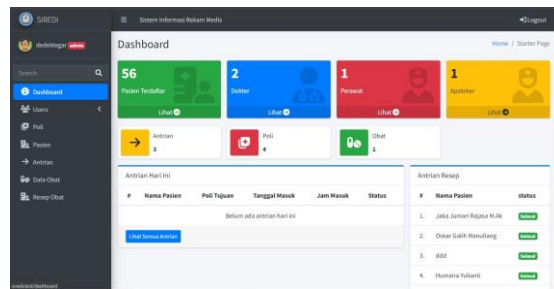 SIREDI
Sistem Informasi Rekam Medis
Logout
dedektegar admin
Dashboard
Home / Starter Page
Search
Dashboard
Users
Poli
Pasien
Antrian
Data Obat
Resep Obat
56
Pasien Terdaftar
Lihat
2
Doktor
Lihat
1
Perawat
Lihat
1
Apoteker
Lihat
Antrian
3
Poli
4
Obat
1
Antrian Hari Ini
# Nama Pasien Poli Tujuan Tanggal Masuk Jam Masuk Status
Belum ada antrian hari ini
Lihat Semua Antrian
Antrian Resep
# Nama Pasien status
1. Jaka Jumari Rajasa M.Ak Selesai
2. Oskar Galih Manullang Selesai
3. ddd Selesai
4. Humaira Yulianti Selesai